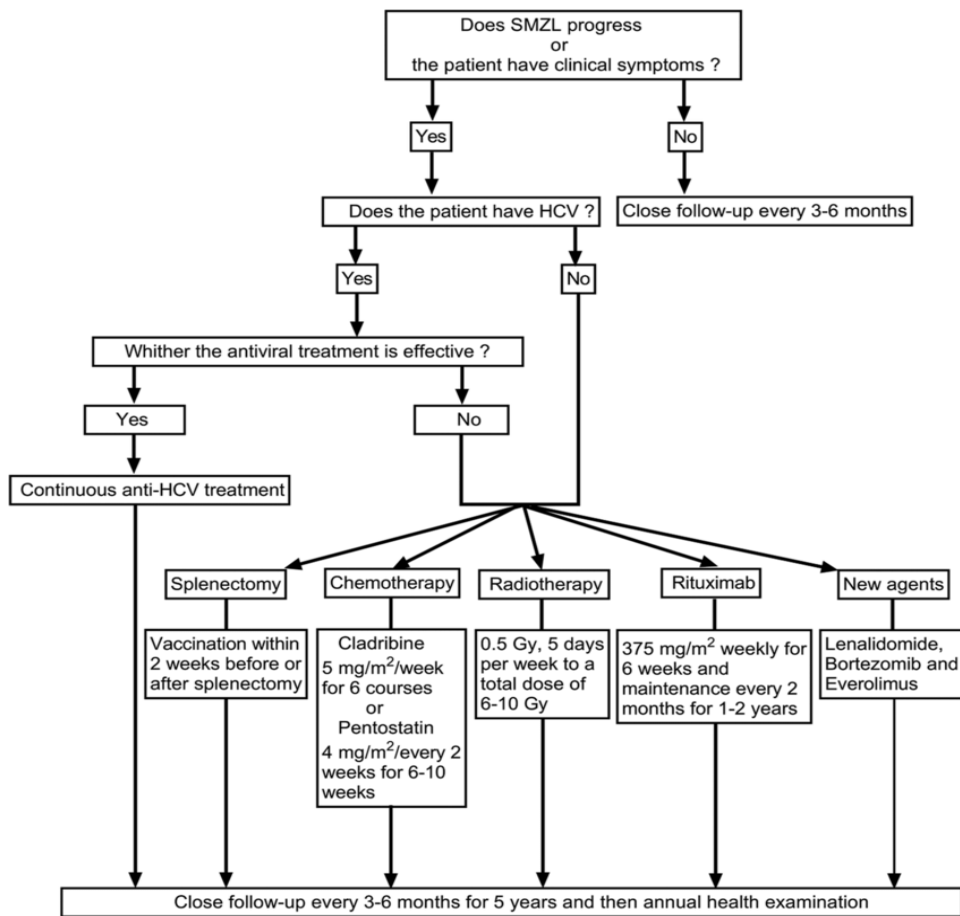 Does SMZL progress
or
the patient have clinical symptoms ?
Yes
No
Does the patient have HCV ?
Close follow-up every 3-6 months
Yes
No
Whither the antiviral treatment is effective ?
Yes
No
Continuous anti-HCV treatment
Splenectomy
Chemotherapy
Radiotherapy
Rituximab
New agents
Vaccination within
2 weeks before or
after splenectomy
Cladribine
5 mg/m²/week
for 6 courses
or
Pentostatin
4 mg/m²/every 2
weeks for 6-10
weeks
0.5 Gy, 5 days
per week to a
total dose of
6-10 Gy
375 mg/m² weekly for
6 weeks and
maintenance every 2
months for 1-2 years
Lenalidomide,
Bortezomib and
Everolimus
Close follow-up every 3-6 months for 5 years and then annual health examination